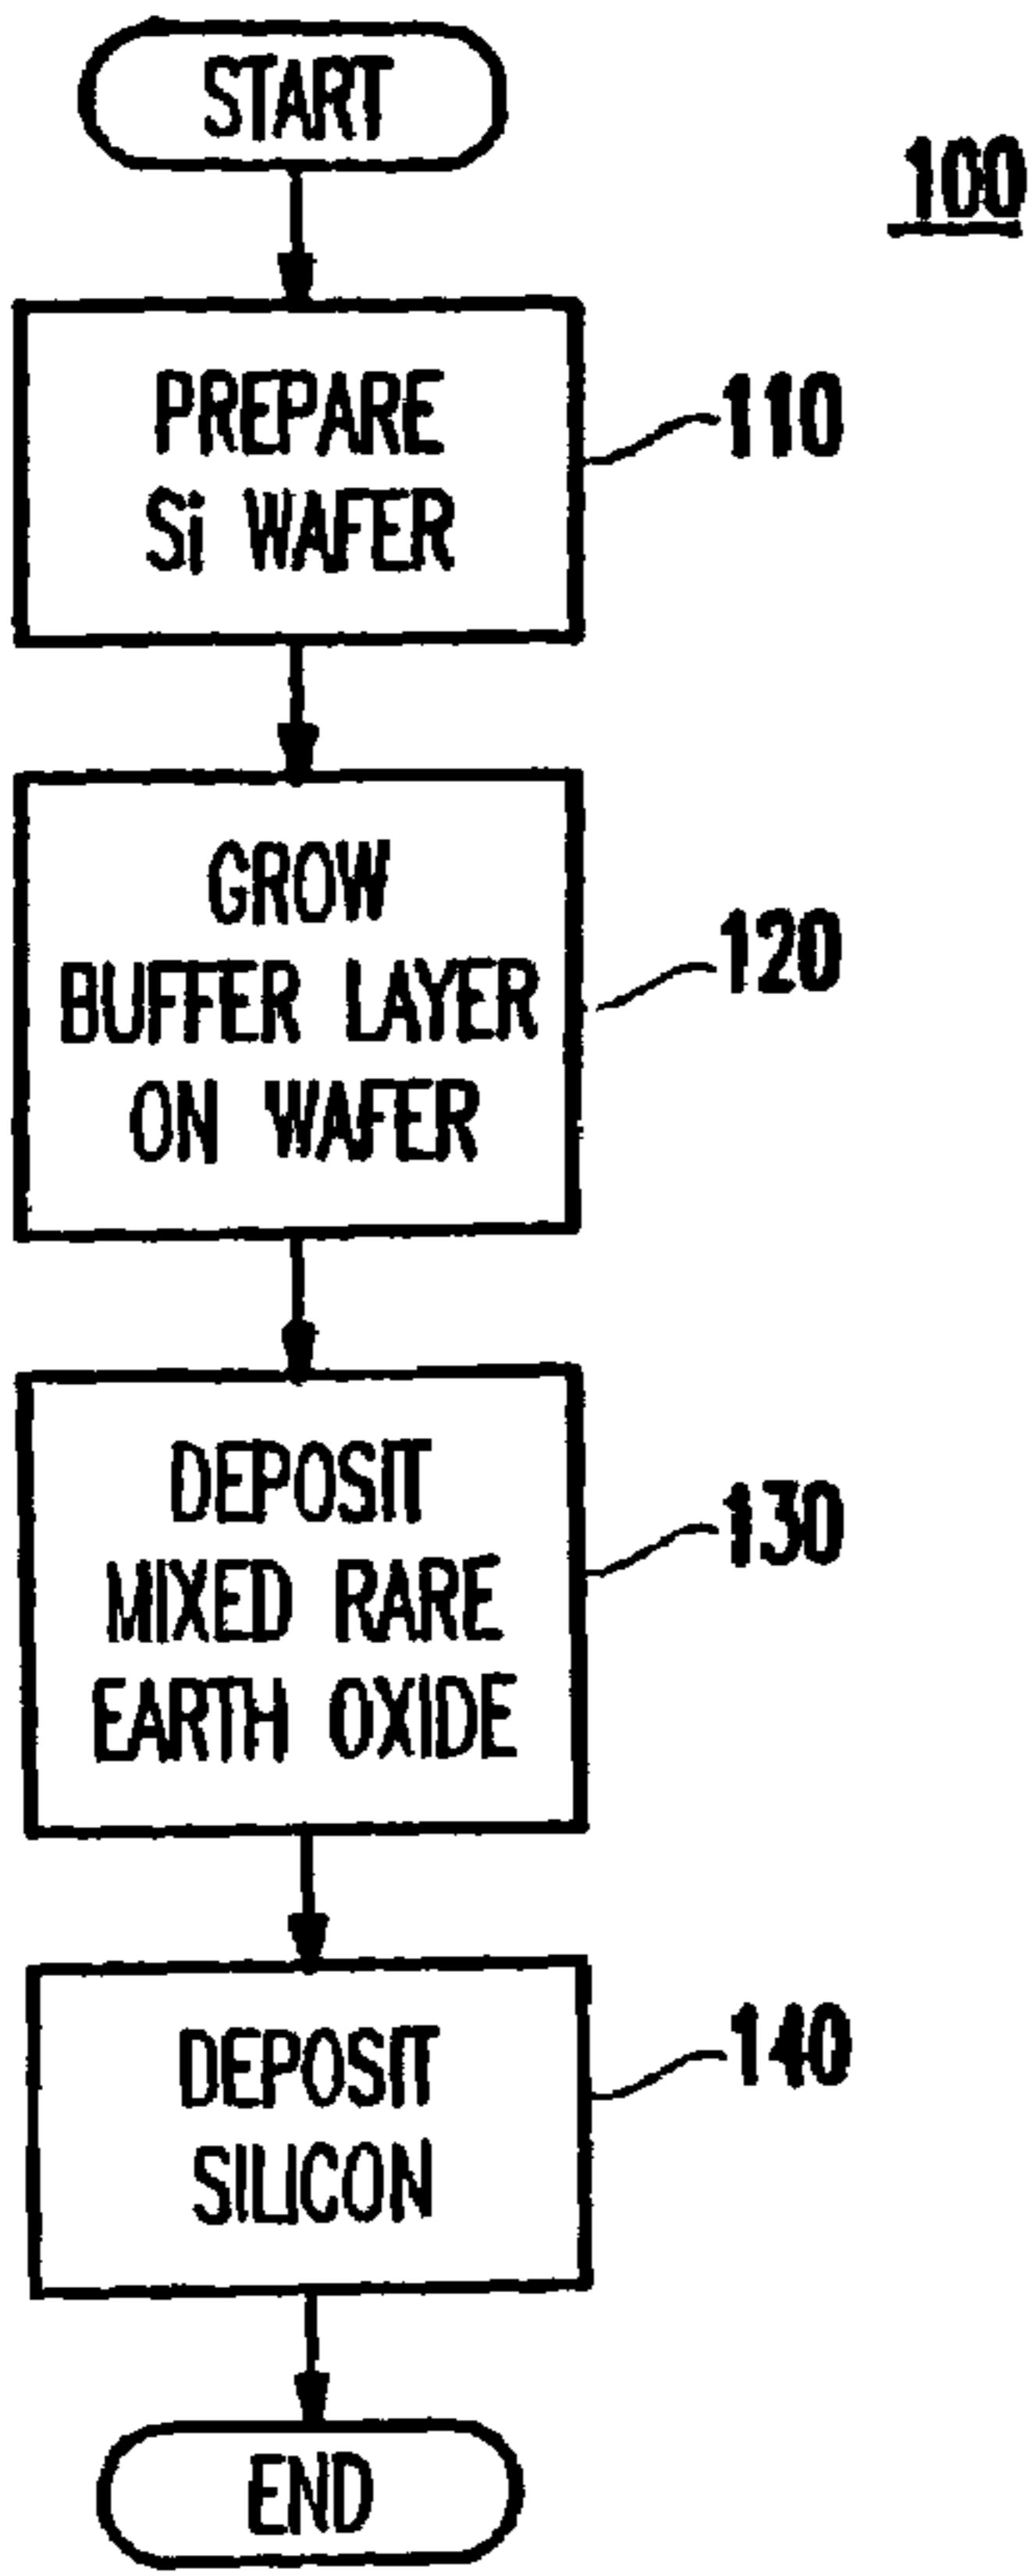 START
100
PREPARE
Si WAFER
110
GROW
BUFFER LAYER
ON WAFER
120
DEPOSIT
MIXED RARE
EARTH OXIDE
130
DEPOSIT
SILICON
140
END